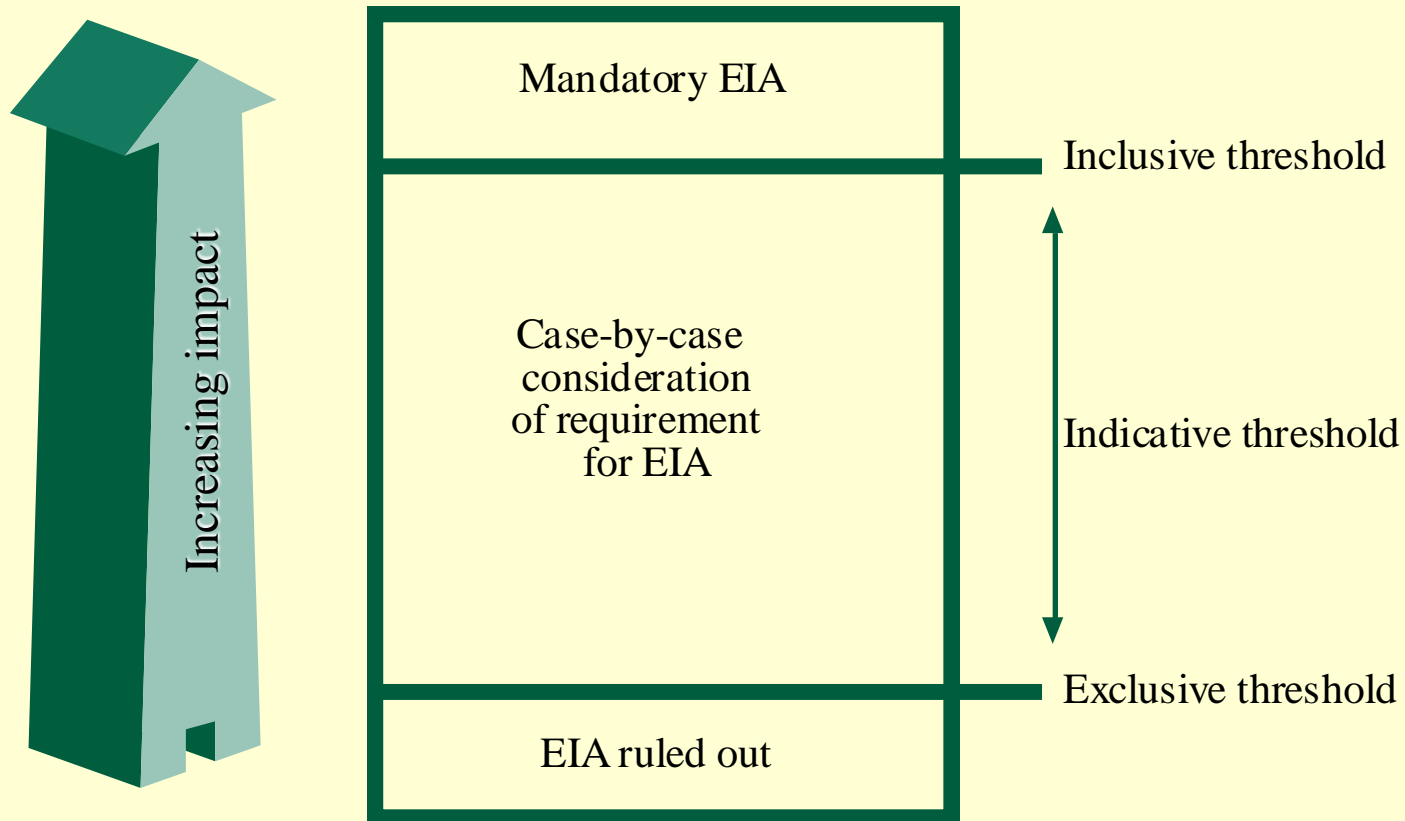 Mandatory EIA
Inclusive threshold
Increasing impact
Case-by-case
consideration
of requirement
for EIA
Indicative threshold
Exclusive threshold
EIA ruled out